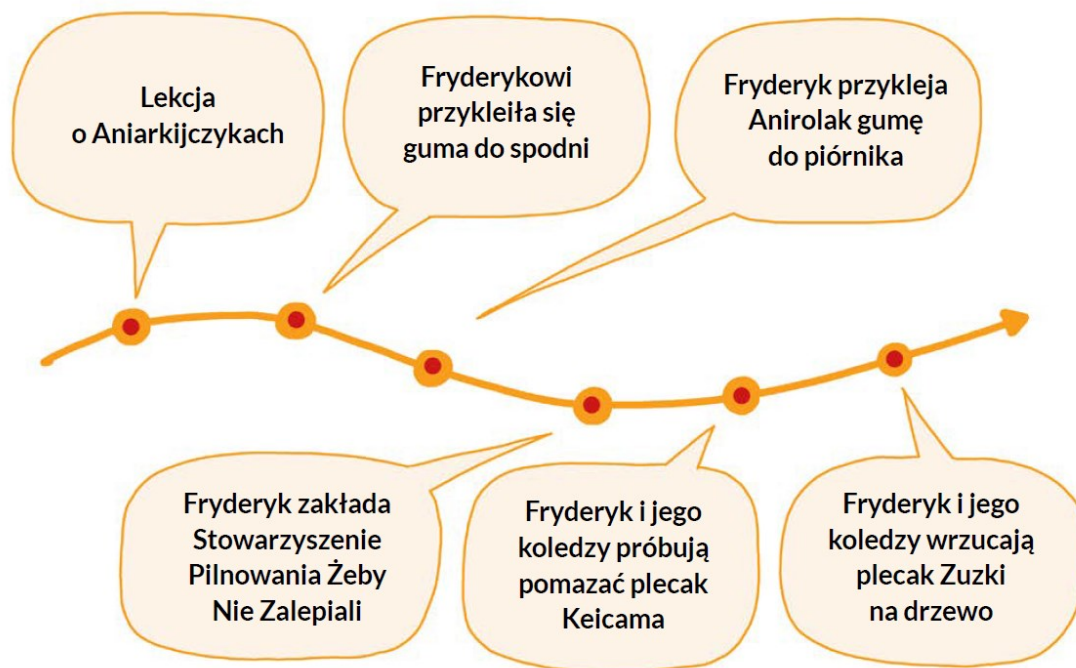 Lekcja
o Aniarkijczykach
Fryderykowi
przykleiła się
guma do spodni
Fryderyk przykleja
Anirolak gumę
do piórnika
Fryderyk zakłada
Stowarzyszenie
Pilnowania Żeby
Nie Zalepiali
Fryderyk i jego
koledzy próbują
pomazać plecak
Keicama
Fryderyk i jego
koledzy wrzucają
plecak Zuzki
na drzewo